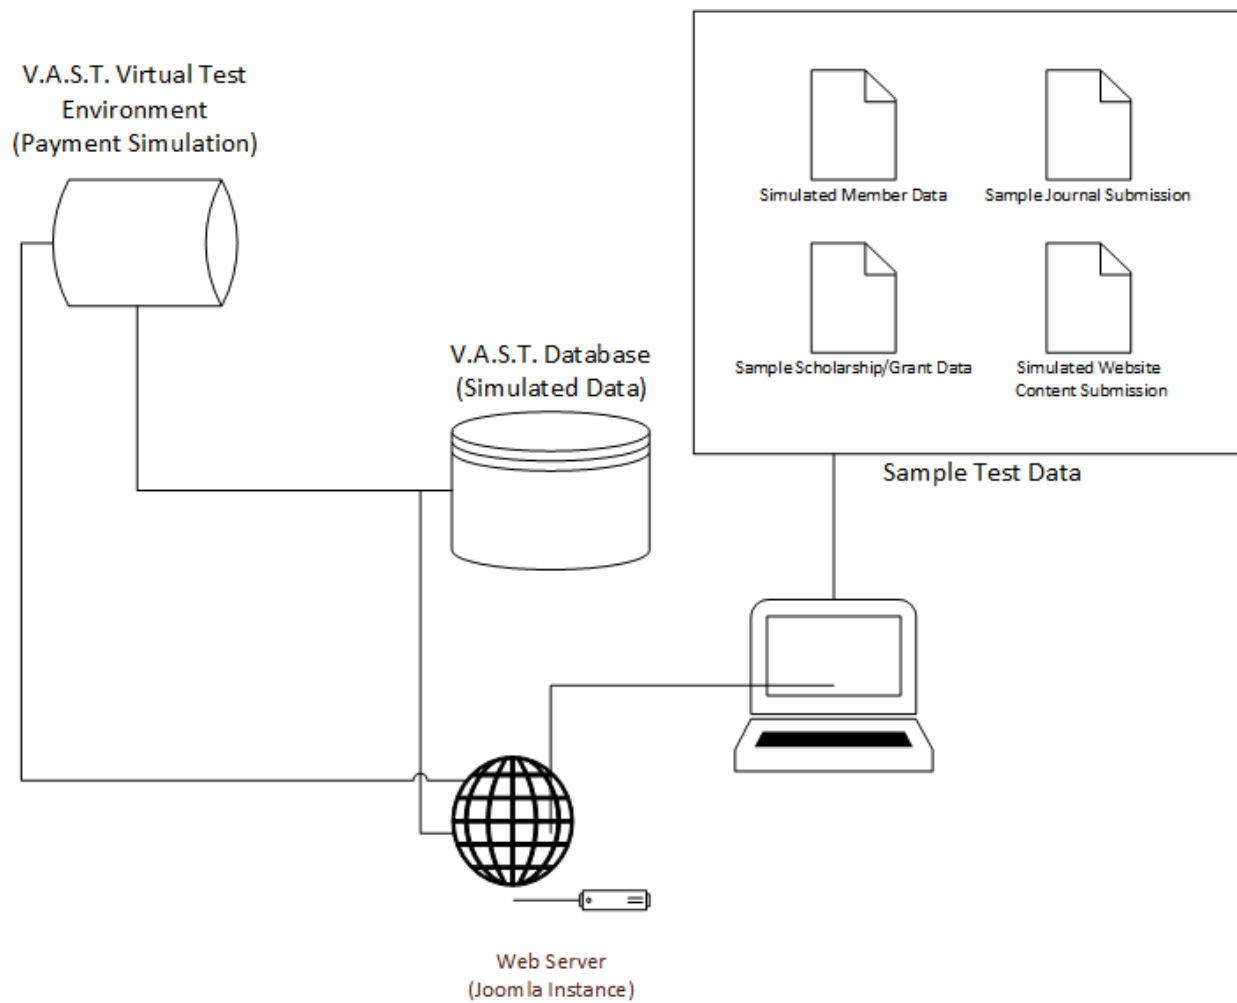 V.A.S.T. Virtual Test
Environment
(Payment Simulation)
Simulated Member Data
Sample Journal Submission
Sample Scholarship/Grant Data
Simulated Website
Content Submission
Sample Test Data
V.A.S.T. Database
(Simulated Data)
Web Server
(Joomla Instance)